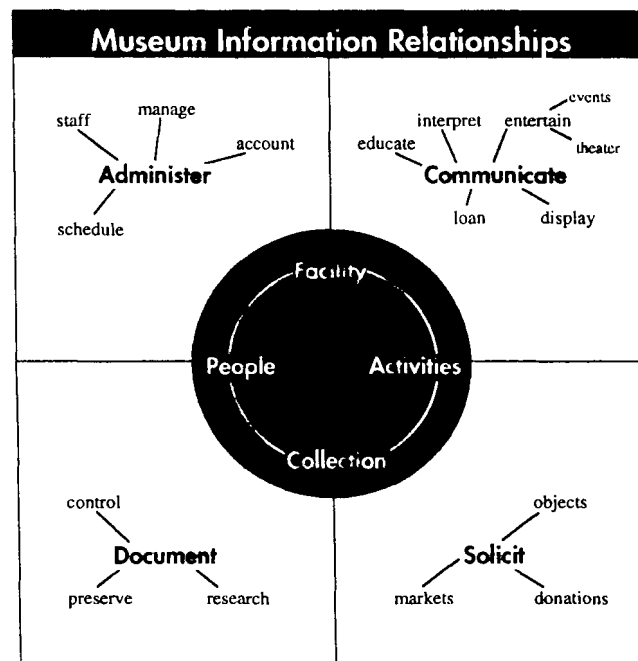 Museum Information Relationships
staff
manage
account
Administer
schedule
events
interpret
entertain
educate
theater
Communicate
loan
display
Facility
People
Activities
Collection
control
Document
preserve
research
objects
Solicit
markets
donations